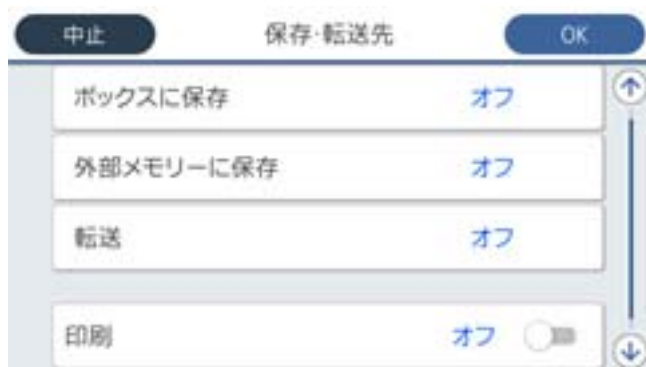 中止 保存･転送先 OK
ボックスに保存 オフ
外部メモリーに保存 オフ
転送 オフ
印刷 オフ